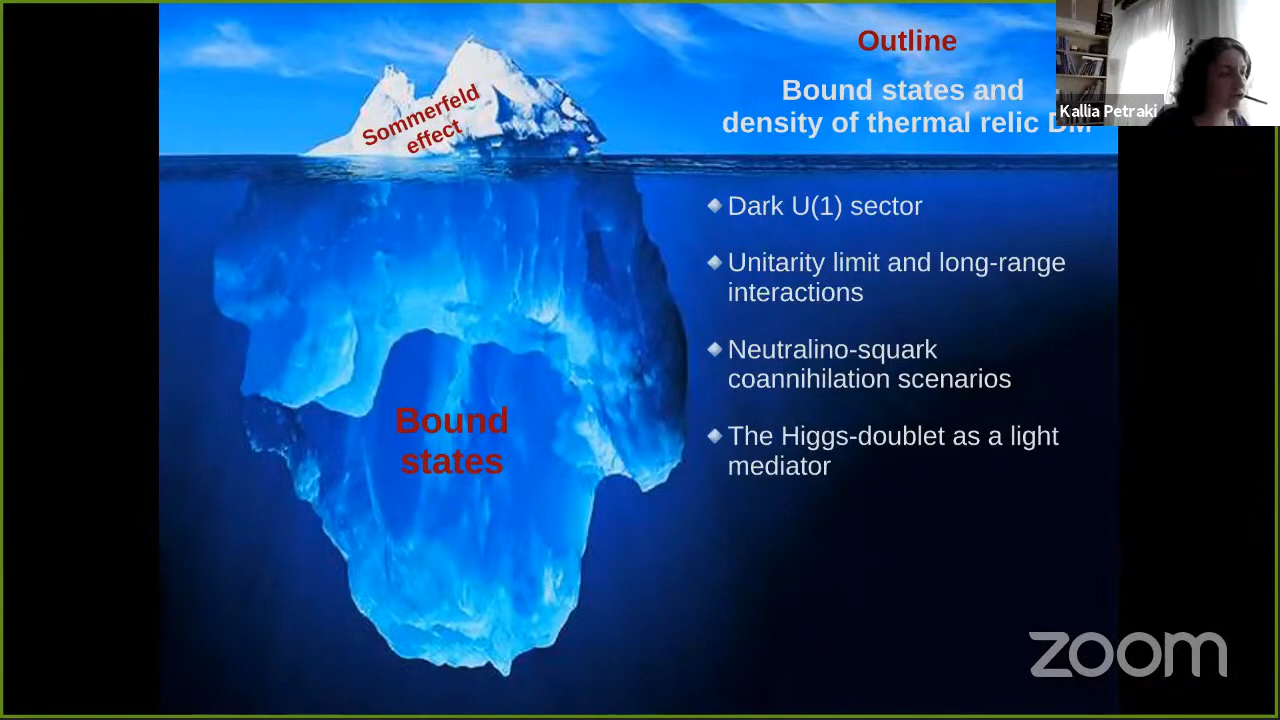 Outline
Bound states and
density of thermal relic DM
Kallia Petraki
Sommerfeld
effect
Dark U(1) sector
Unitarity limit and long-range
interactions
Neutralino-squark
coannihilation scenarios
The Higgs-doublet as a light
mediator
Bound
states
zoom